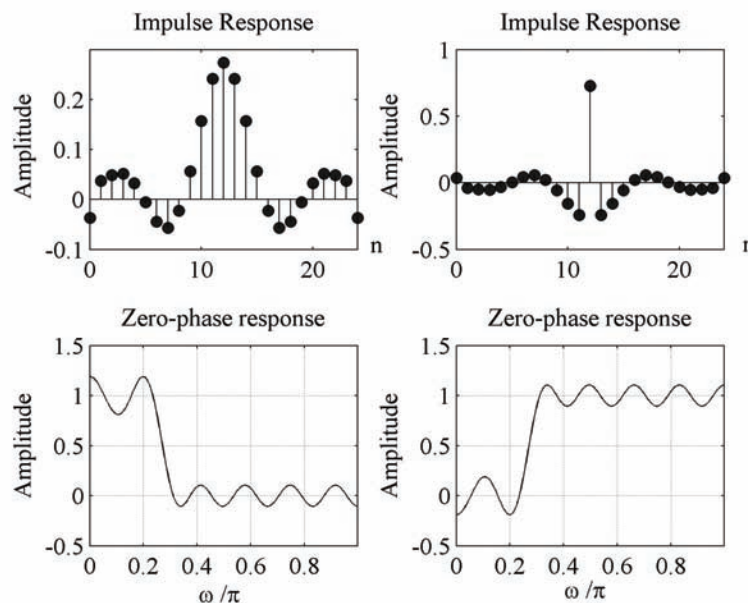 Impulse Response
Amplitude
0.2
0.1
0
-0.1
0 10 20
n
Impulse Response
Amplitude
1
0.5
0
-0.5
0 10 20
Zero-phase response
Amplitude
1.5
1
0.5
0
-0.5
0 0.2 0.4 0.6 0.8
ω /π
Zero-phase response
Amplitude
1.5
1
0.5
0
-0.5
0 0.2 0.4 0.6 0.8
ω /π